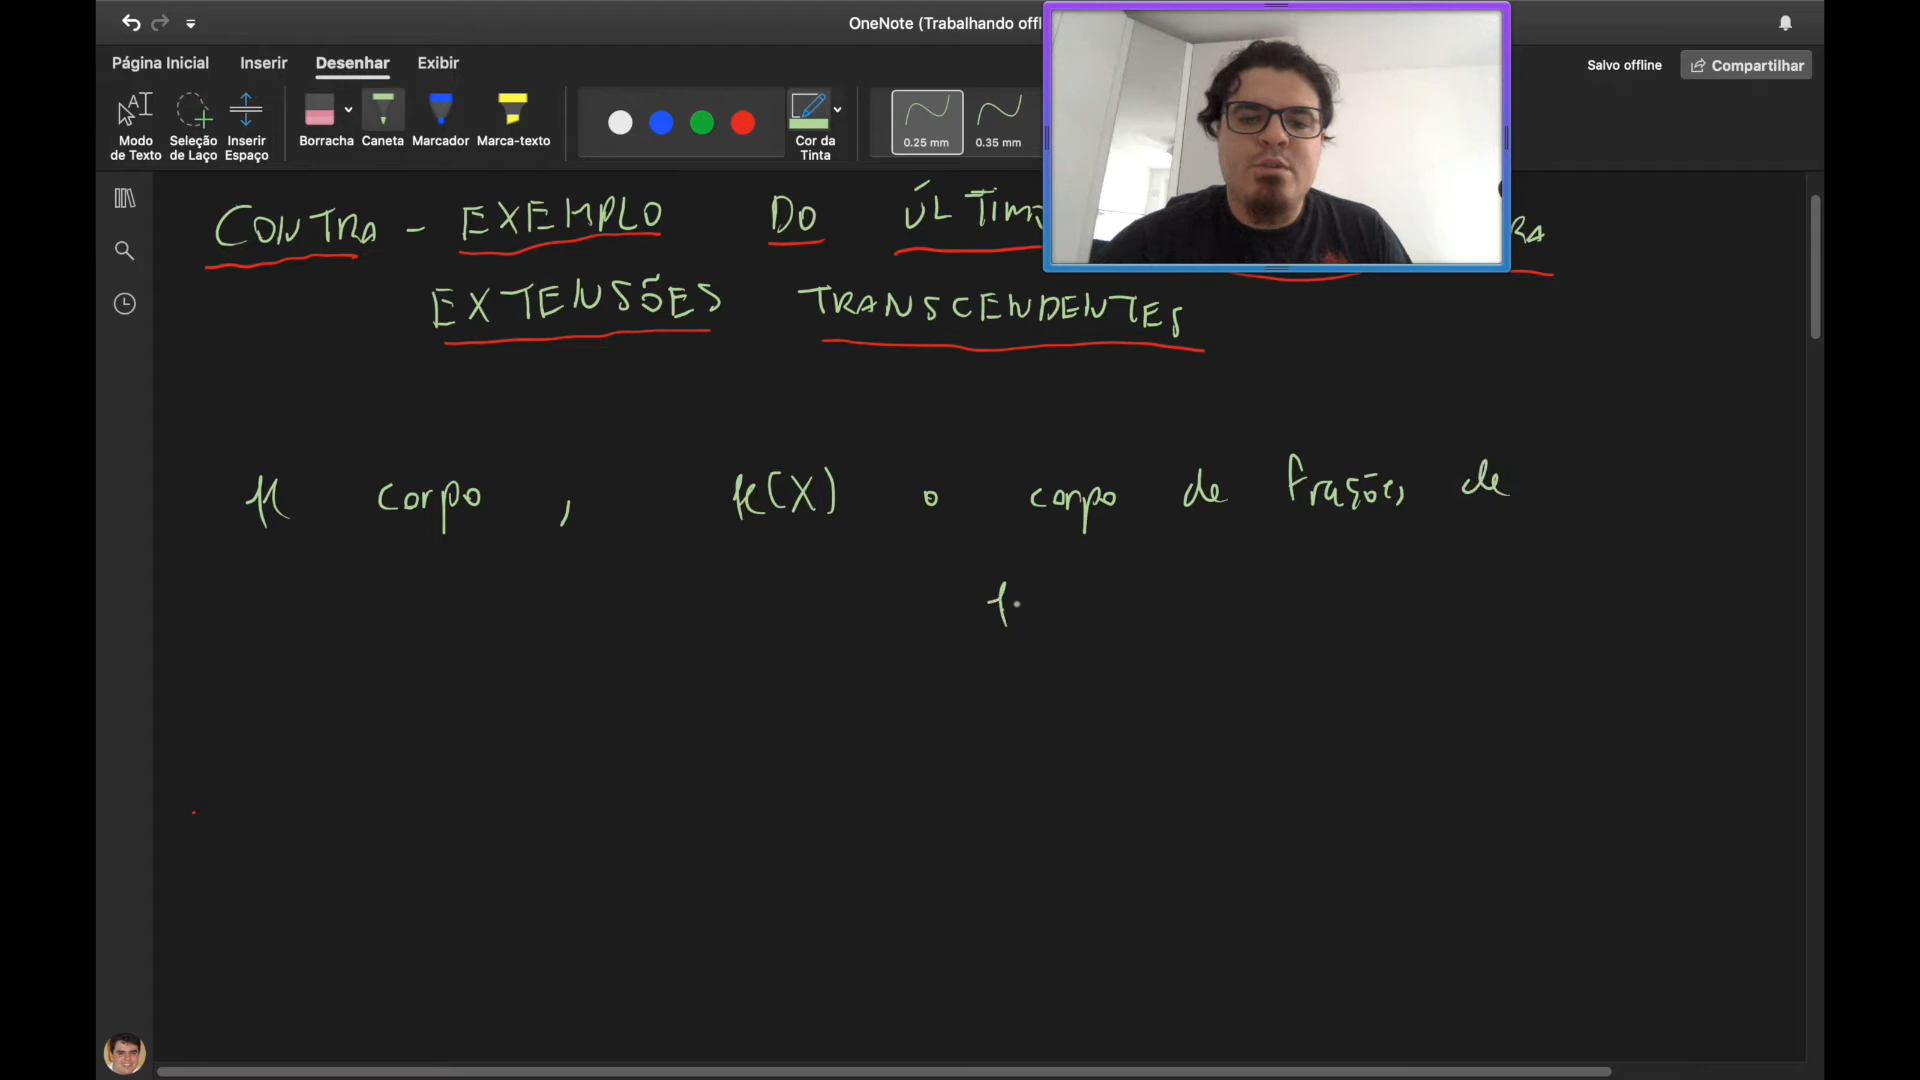 OneNote (Trabalhando offl
Página Inicial Inserir Desenhar Exibir
Salvo offline Compartilhar
Modo de Texto Seleção de Laço Inserir Espaço Borracha Caneta Marcador Marca-texto Cor da Tinta 0.25 mm 0.35 mm
CONTRA-EXEMPLO DO ÚLTIM RA
EXTENSÕES TRANSCENDENTES
k corpo, k(X) o corpo de frações de